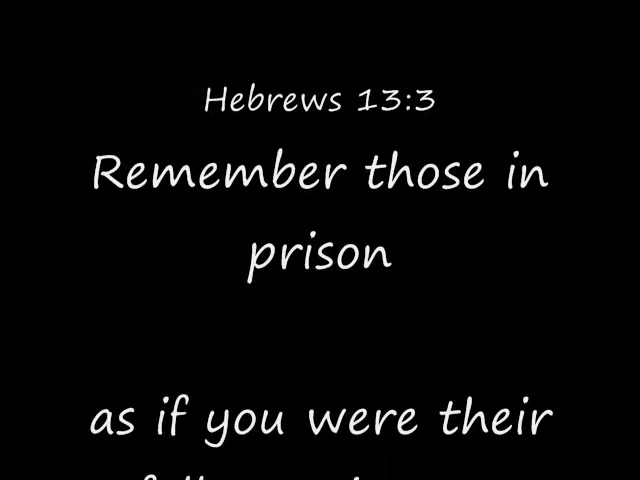 Hebrews 13:3
Remember those in
prison
as if you were their